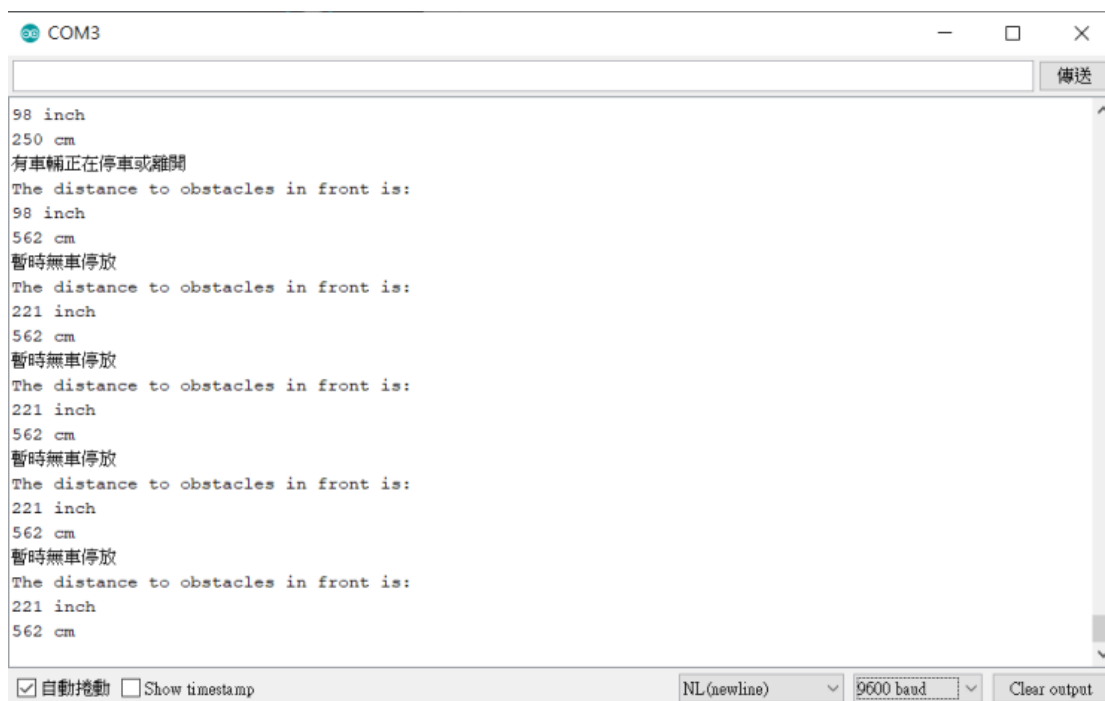 COM3
傳送
98 inch
250 cm
有車輛正在停車或離開
The distance to obstacles in front is:
98 inch
562 cm
暫時無車停放
The distance to obstacles in front is:
221 inch
562 cm
暫時無車停放
The distance to obstacles in front is:
221 inch
562 cm
暫時無車停放
The distance to obstacles in front is:
221 inch
562 cm
暫時無車停放
The distance to obstacles in front is:
221 inch
562 cm
自動捲動 Show timestamp NL(newline) 9600 baud Clear output